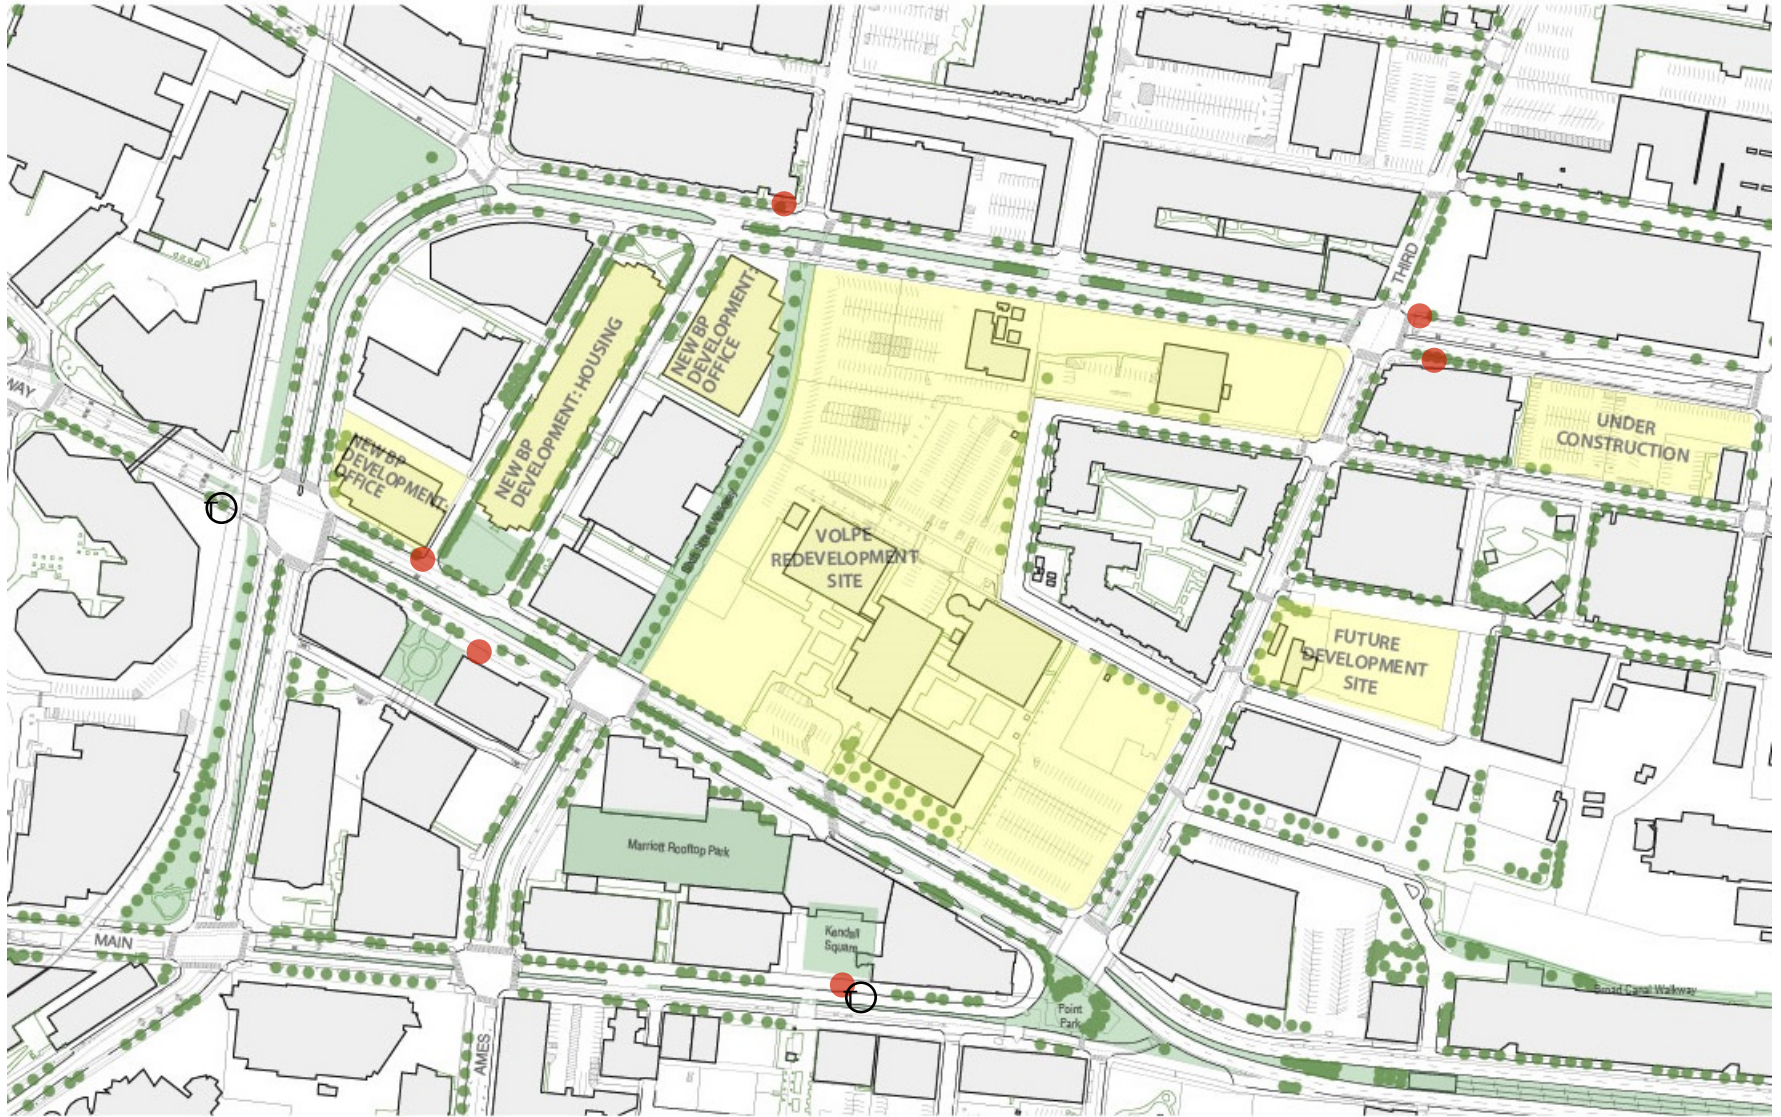 THIRD
NEW BP
DEVELOPMENT:
OFFICE
NEW BP
DEVELOPMENT: HOUSING
WAY
NEW BP
DEVELOPMENT:
OFFICE
UNDER
CONSTRUCTION
T
VOLPE
REDEVELOPMENT
SITE
FUTURE
DEVELOPMENT
SITE
Marriott Rooftop Park
MAIN
Kendall
Square
T
Point
Park
Broad Canal Walkway
AMES